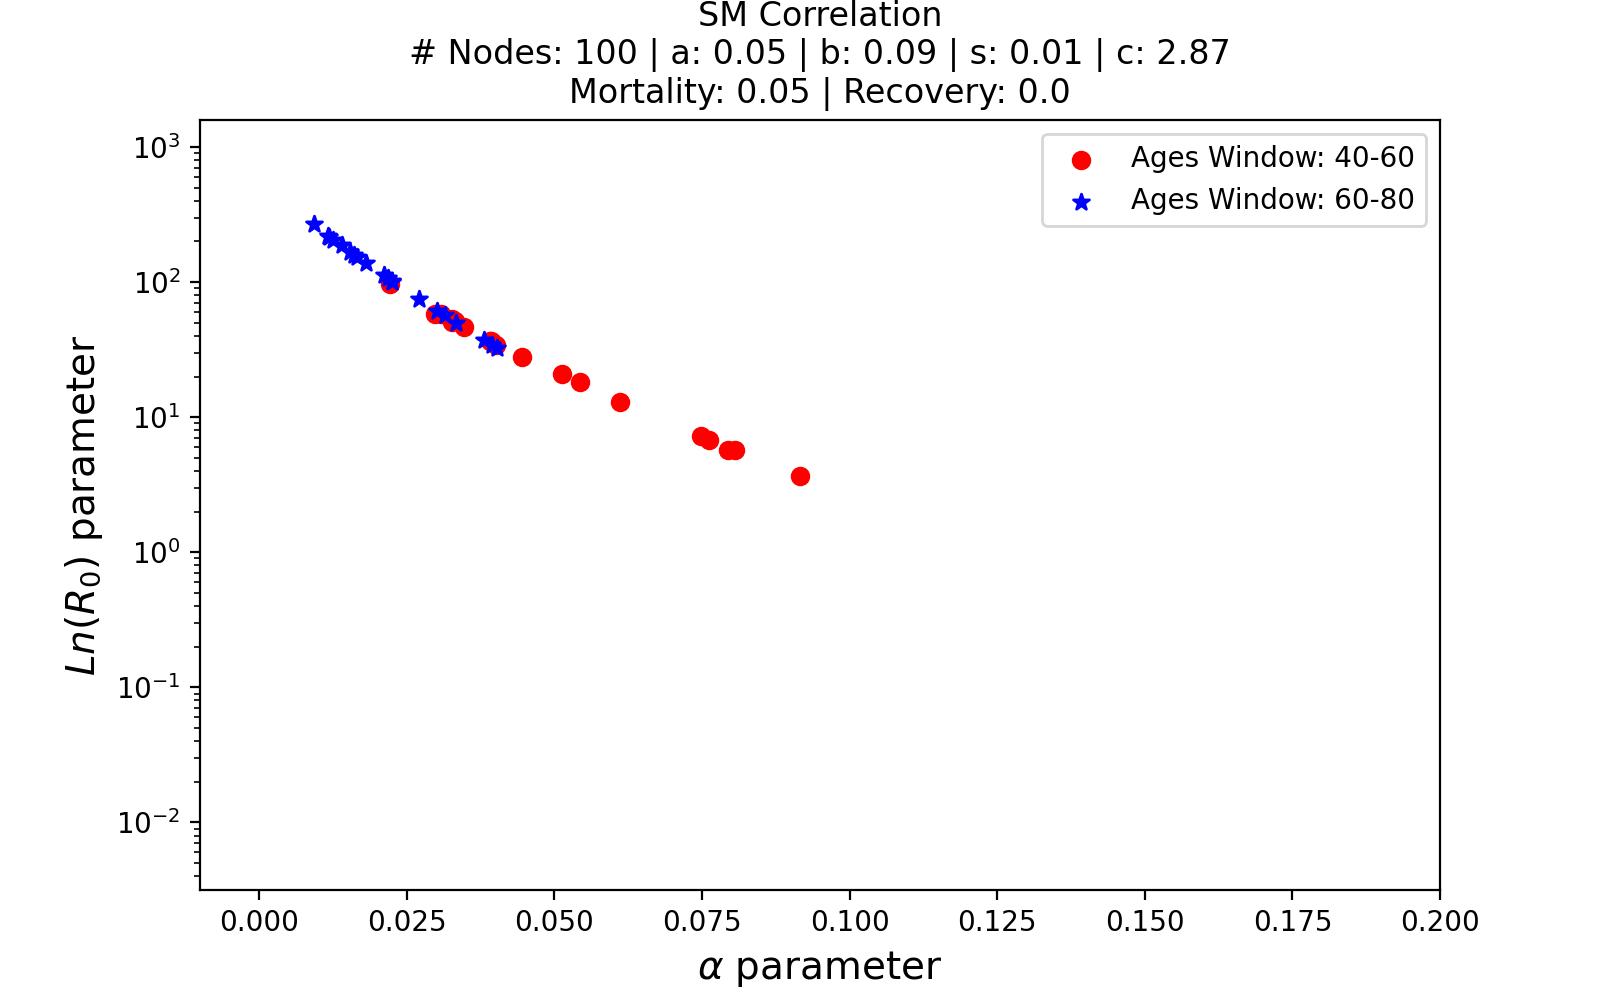 SM Correlation
# Nodes: 100 | a: 0.05 | b: 0.09 | s: 0.01 | c: 2.87
Mortality: 0.05 | Recovery: 0.0
Ages Window: 40-60
Ages Window: 60-80
Ln(R₀) parameter
10³
10²
10¹
10⁰
10⁻¹
10⁻²
0.000 0.025 0.050 0.075 0.100 0.125 0.150 0.175 0.200
α parameter